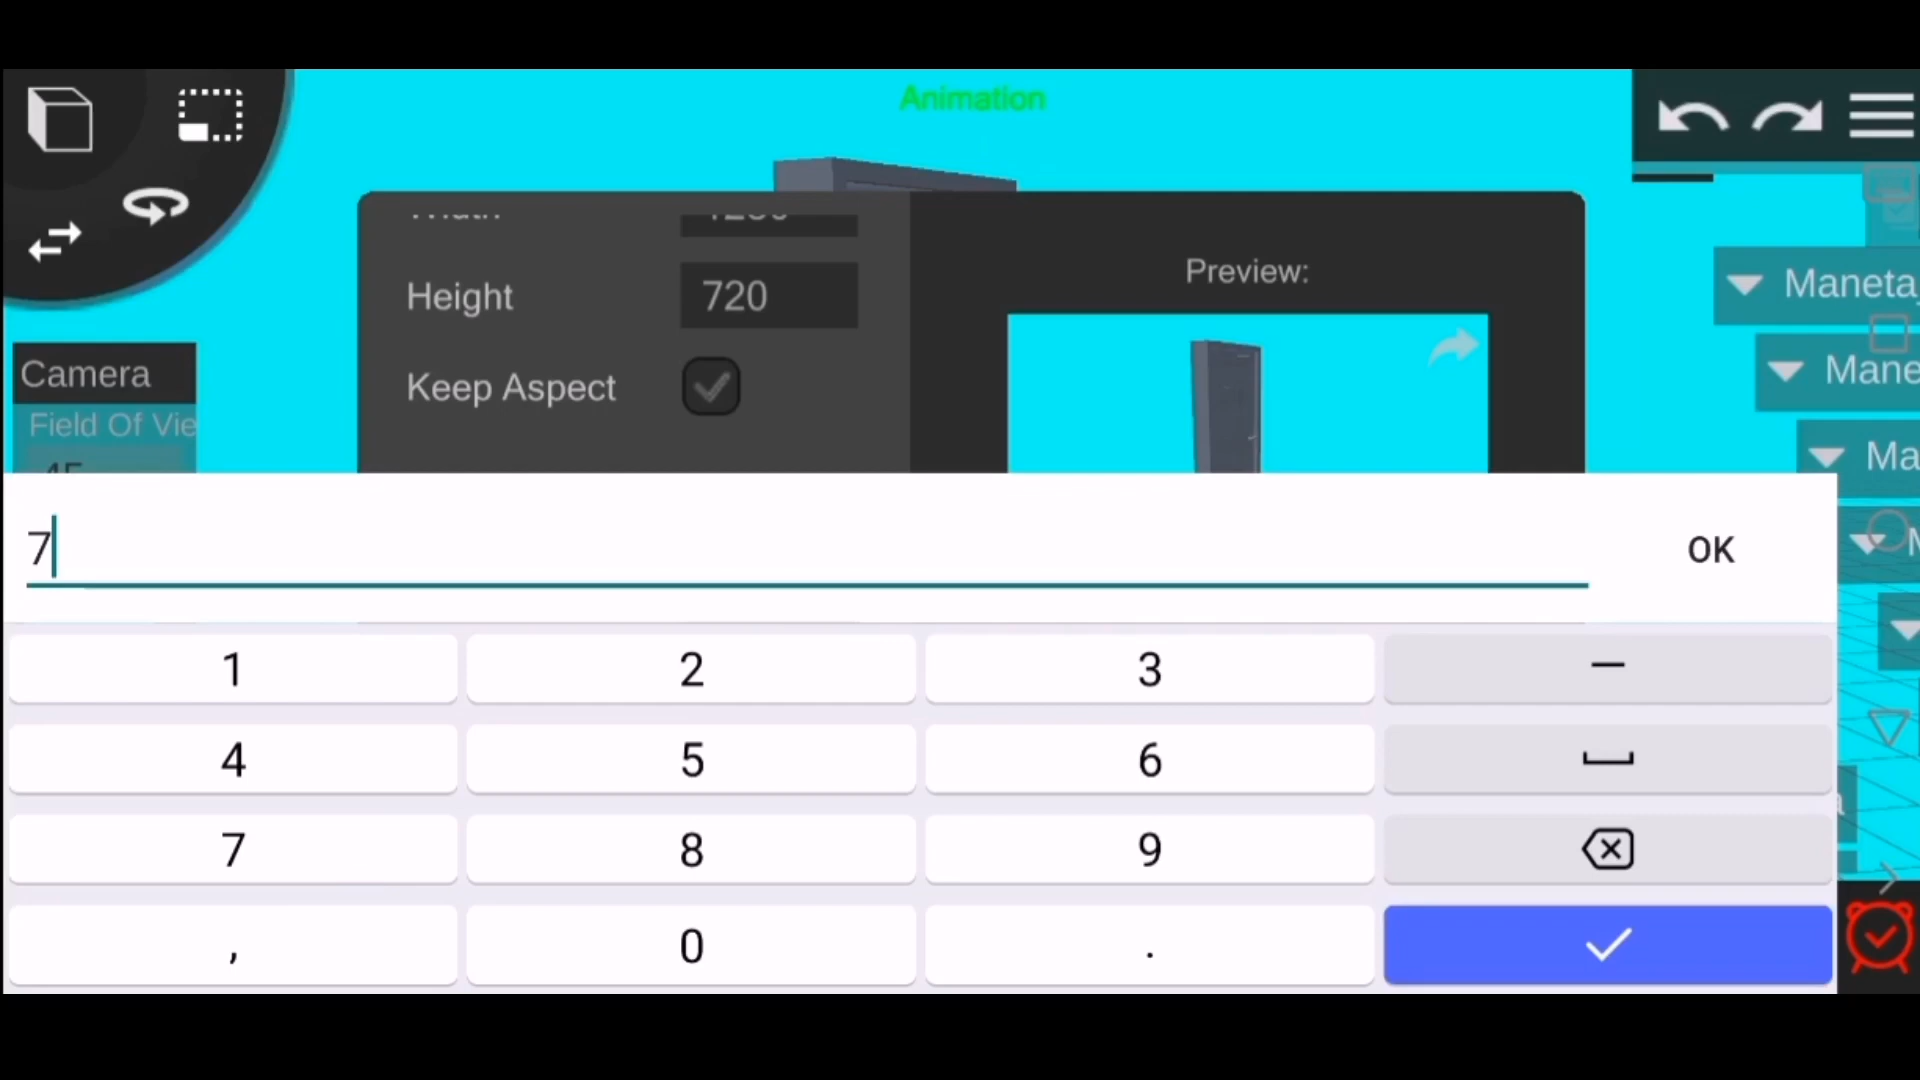 Animation
Preview:
Height 720
Keep Aspect
Camera
Field Of Vie
Maneta_
Mane
Ma
7
OK
1 2 3 –
4 5 6
7 8 9
, 0 .